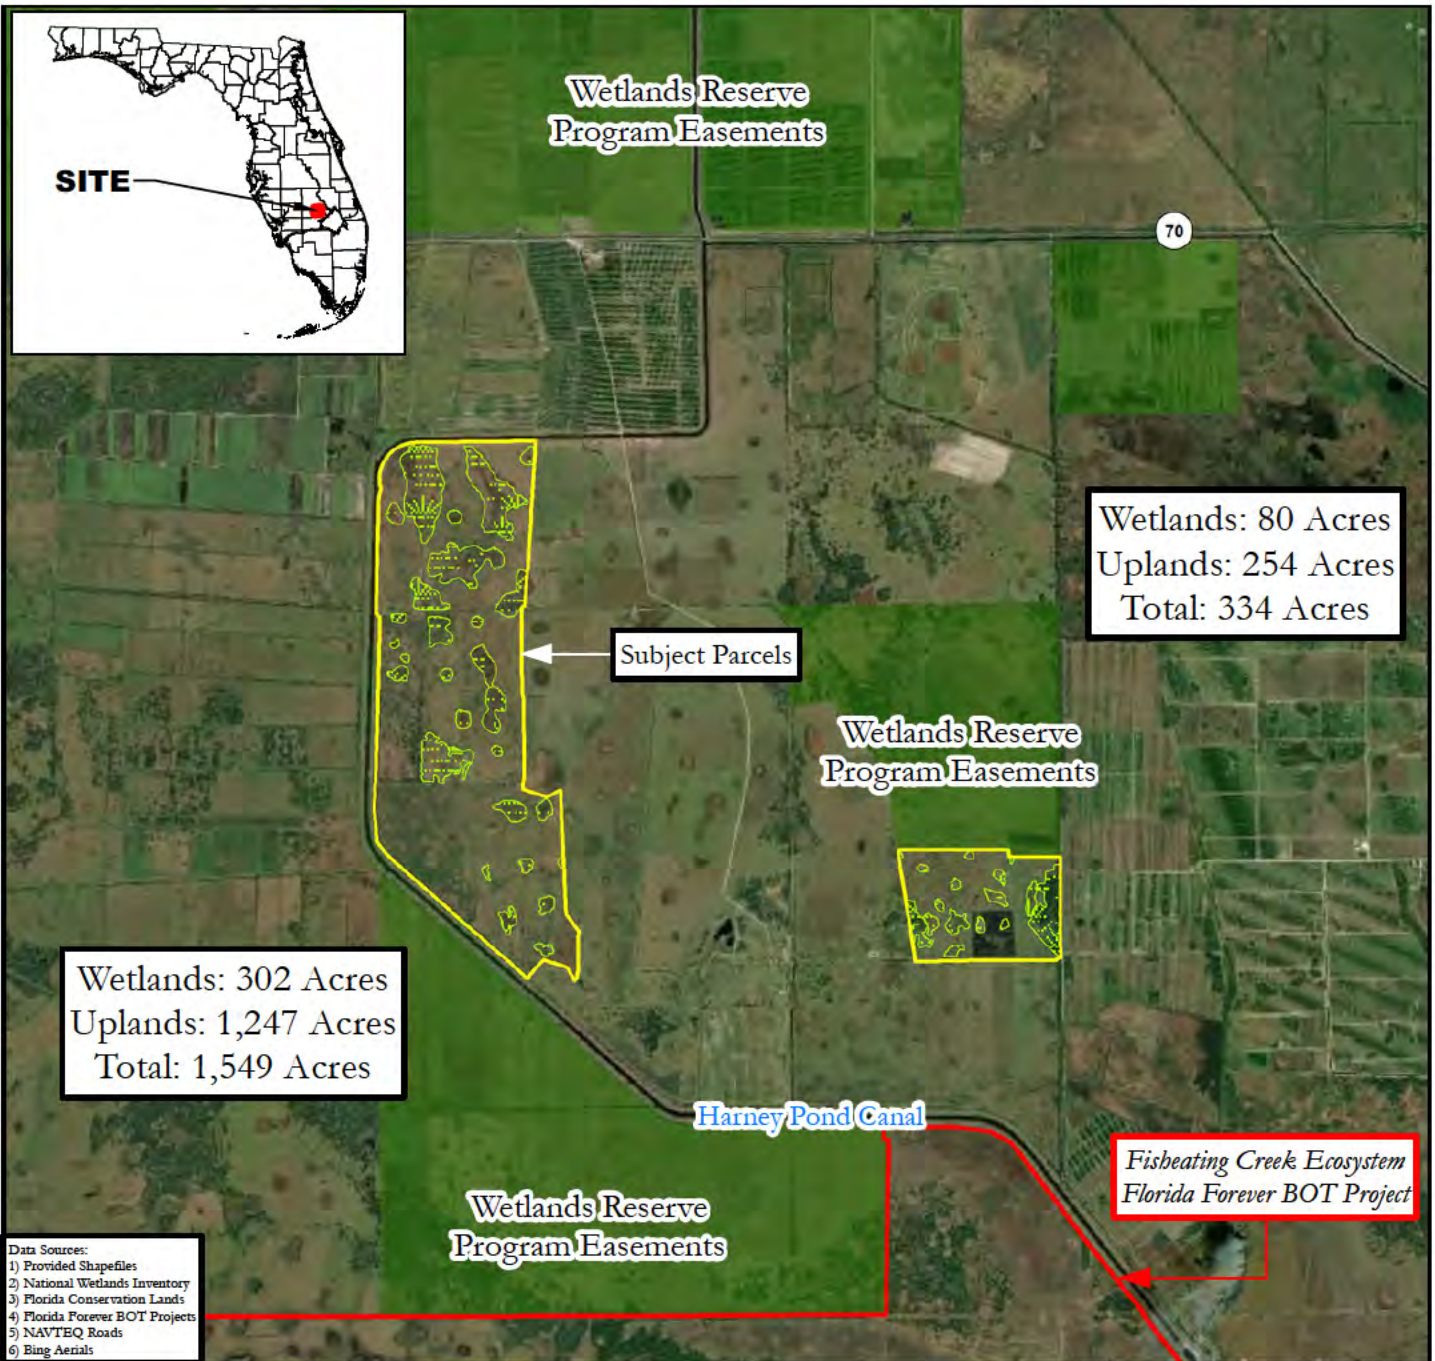 Wetlands Reserve
Program Easements
SITE
70
Wetlands: 80 Acres
Uplands: 254 Acres
Total: 334 Acres
Subject Parcels
Wetlands Reserve
Program Easements
Wetlands: 302 Acres
Uplands: 1,247 Acres
Total: 1,549 Acres
Harney Pond Canal
Fisheating Creek Ecosystem
Florida Forever BOT Project
Wetlands Reserve
Program Easements
Data Sources:
1) Provided Shapefiles
2) National Wetlands Inventory
3) Florida Conservation Lands
4) Florida Forever BOT Projects
5) NAVTEQ Roads
6) Bing Aerials